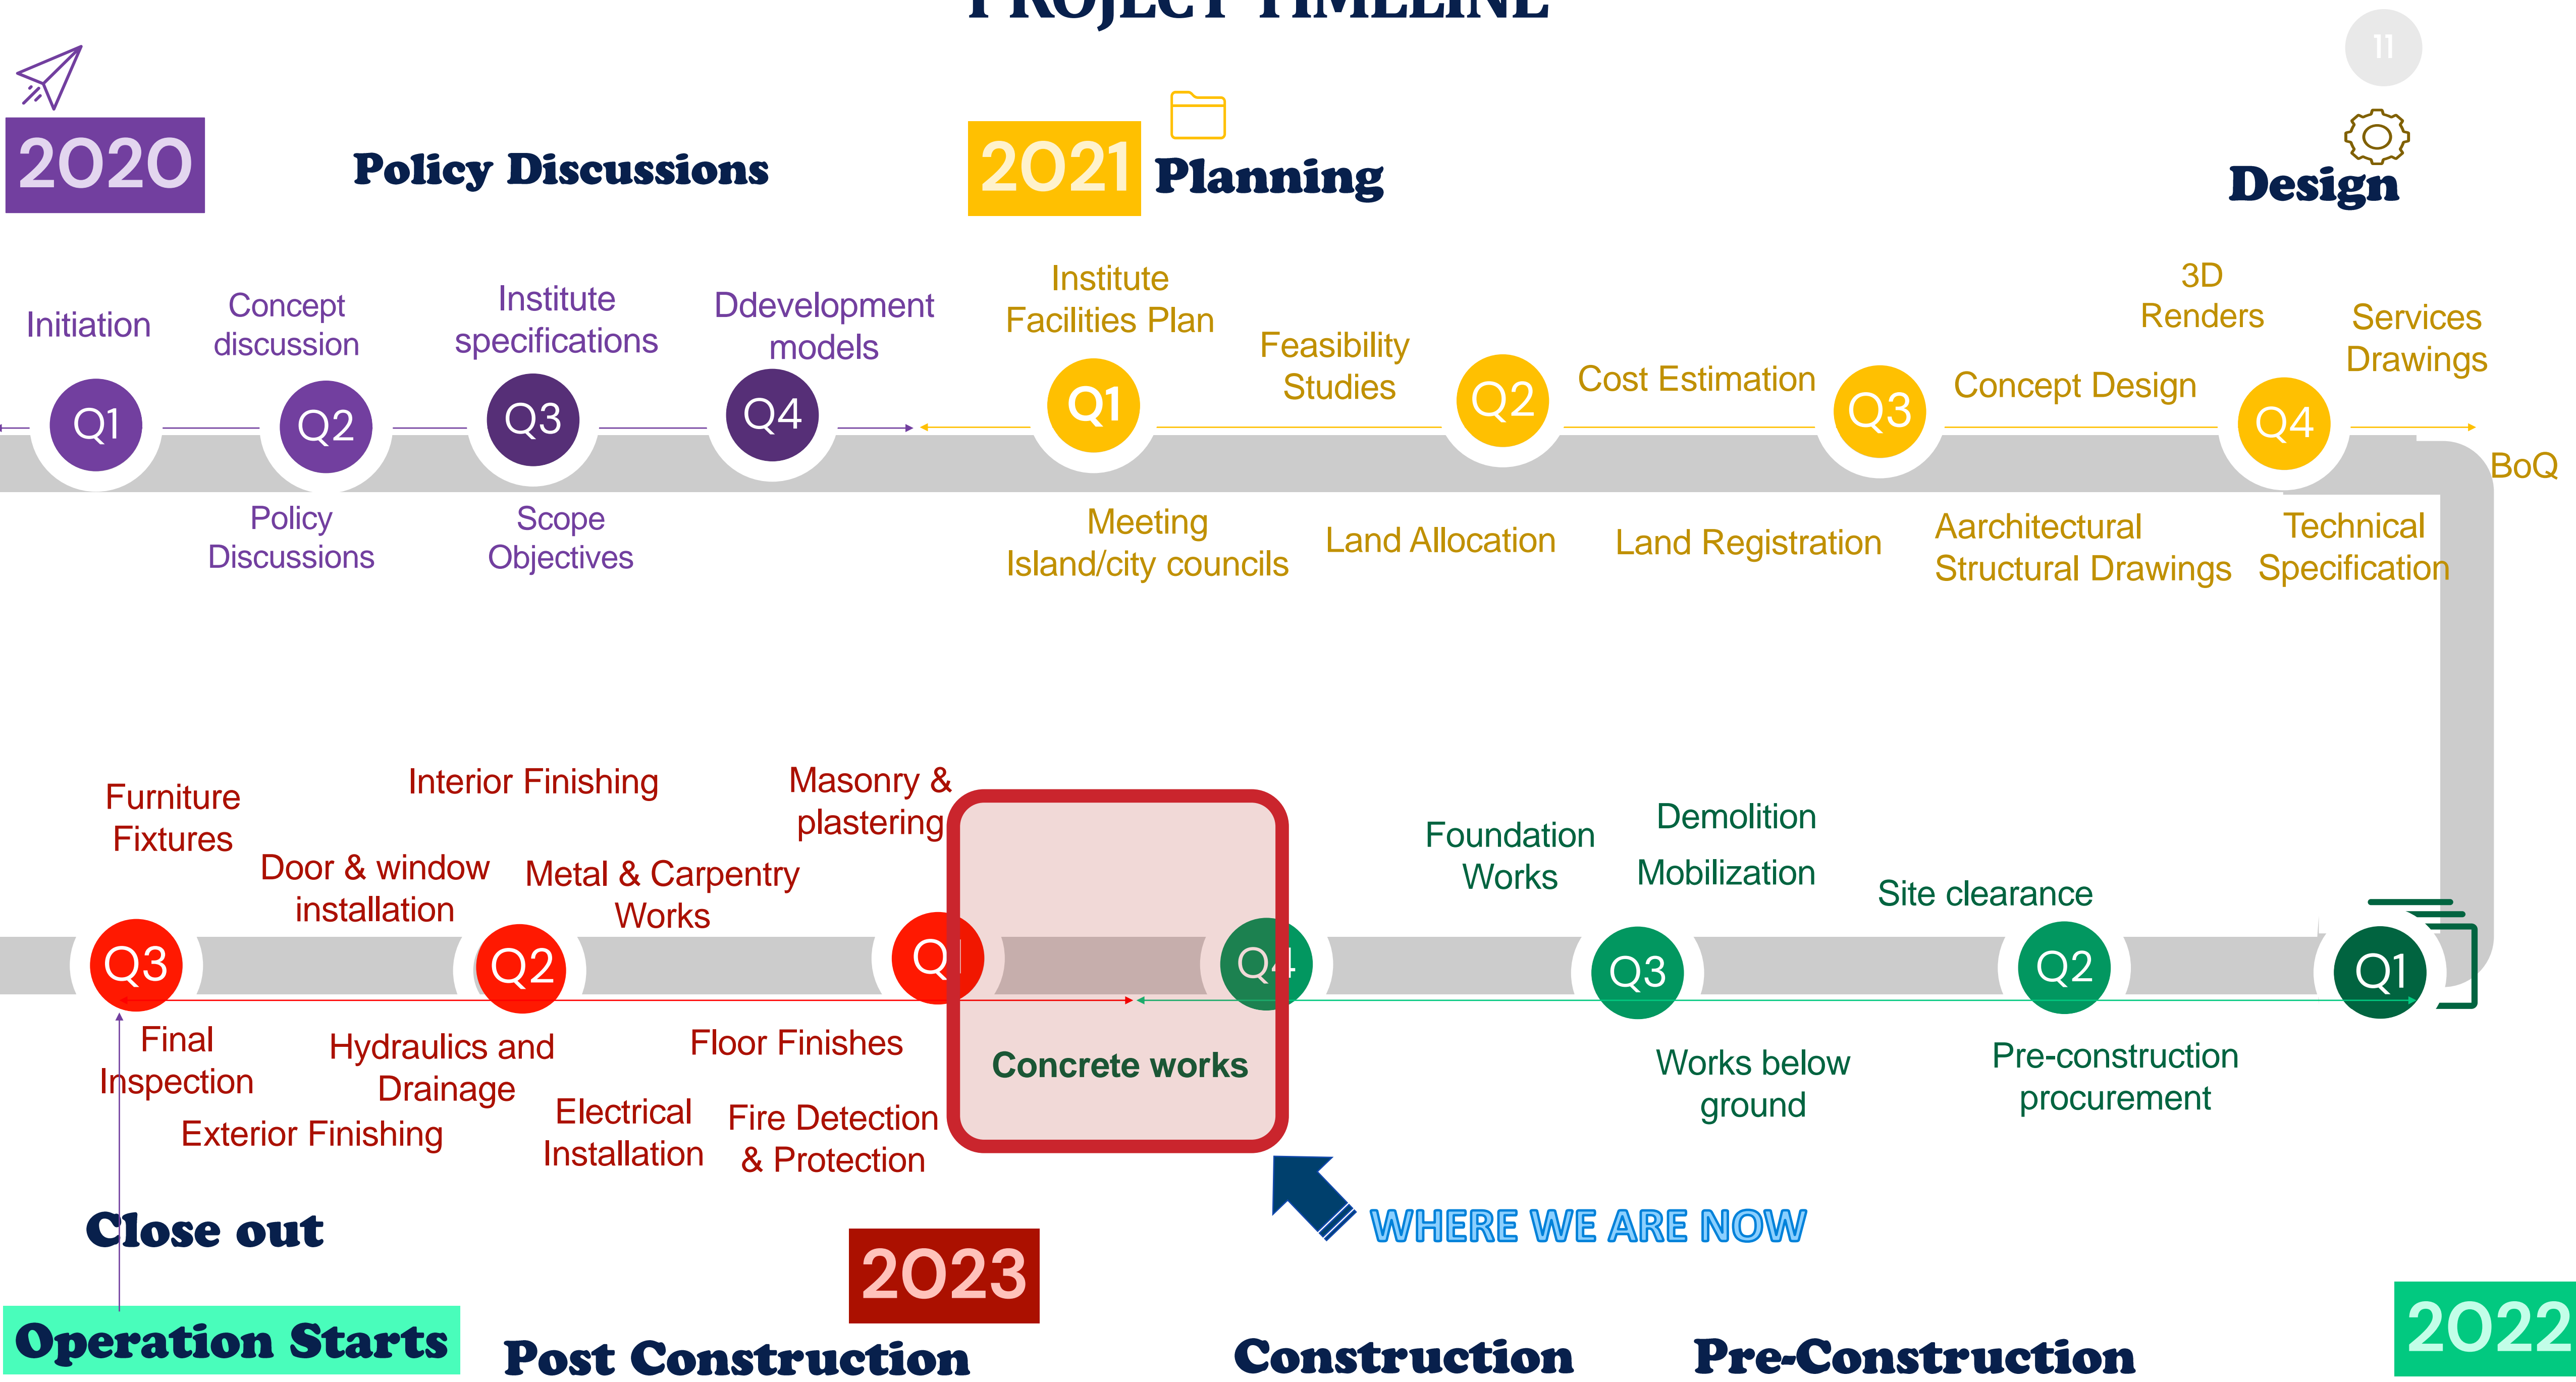 PROJECT TIMELINE
11
2020
Policy Discussions
2021
Planning
Design
Initiation
Concept
discussion
Institute
specifications
Ddevelopment
models
Institute
Facilities Plan
Feasibility
Studies
Cost Estimation
Concept Design
3D
Renders
Services
Drawings
Q1
Q2
Q3
Q4
Q1
Q2
Q3
Q4
BoQ
Policy
Discussions
Scope
Objectives
Meeting
Island/city councils
Land Allocation
Land Registration
Aarchitectural
Structural Drawings
Technical
Specification
Furniture
Fixtures
Door & window
installation
Interior Finishing
Metal & Carpentry
Works
Masonry &
plastering
Foundation
Works
Demolition
Mobilization
Site clearance
Q3
Q2
Q1
Q4
Q3
Q2
Q1
Final
Inspection
Exterior Finishing
Hydraulics and
Drainage
Electrical
Installation
Floor Finishes
Fire Detection
& Protection
Concrete works
Works below
ground
Pre-construction
procurement
WHERE WE ARE NOW
Close out
2023
2022
Operation Starts
Post Construction
Construction
Pre-Construction